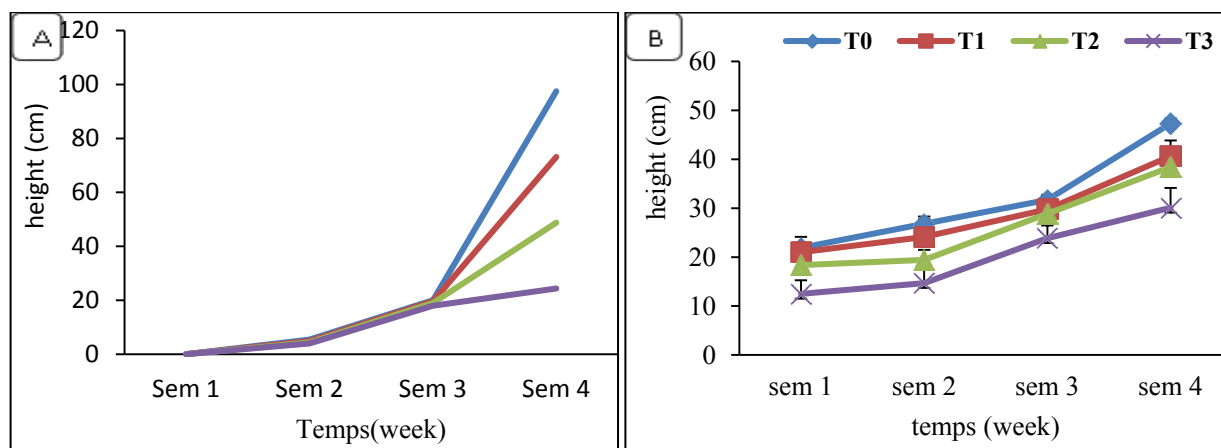 A
height (cm)
120
100
80
60
40
20
0
Sem 1 Sem 2 Sem 3 Sem 4
Temps(week)
B
T0 T1 T2 T3
height (cm)
60
50
40
30
20
10
0
sem 1 sem 2 sem 3 sem 4
temps (week)